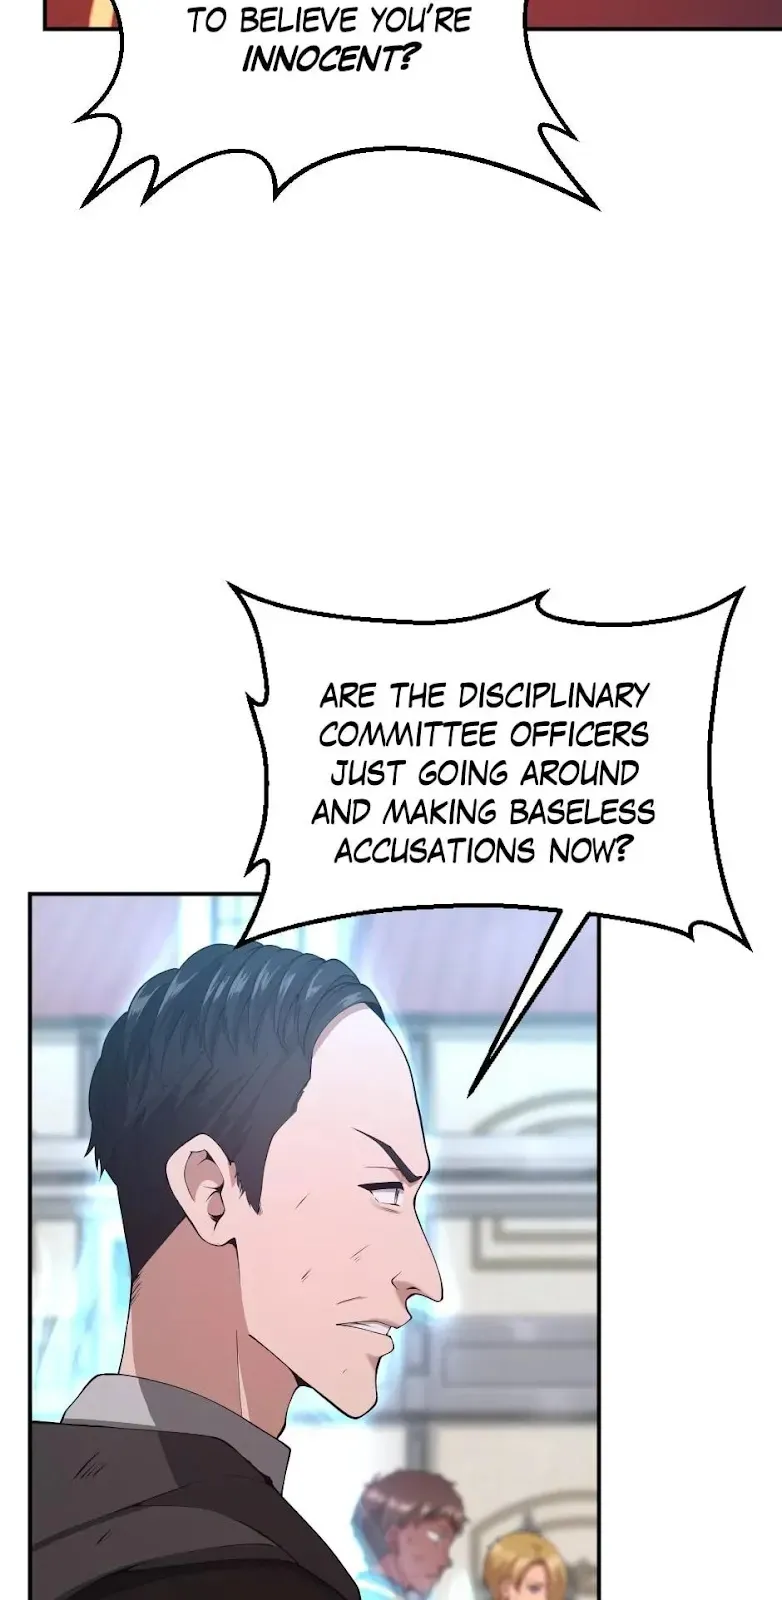 TO BELIEVE YOU'RE
INNOCENT?
ARE THE DISCIPLINARY
COMMITTEE OFFICERS
JUST GOING AROUND
AND MAKING BASELESS
ACCUSATIONS NOW?